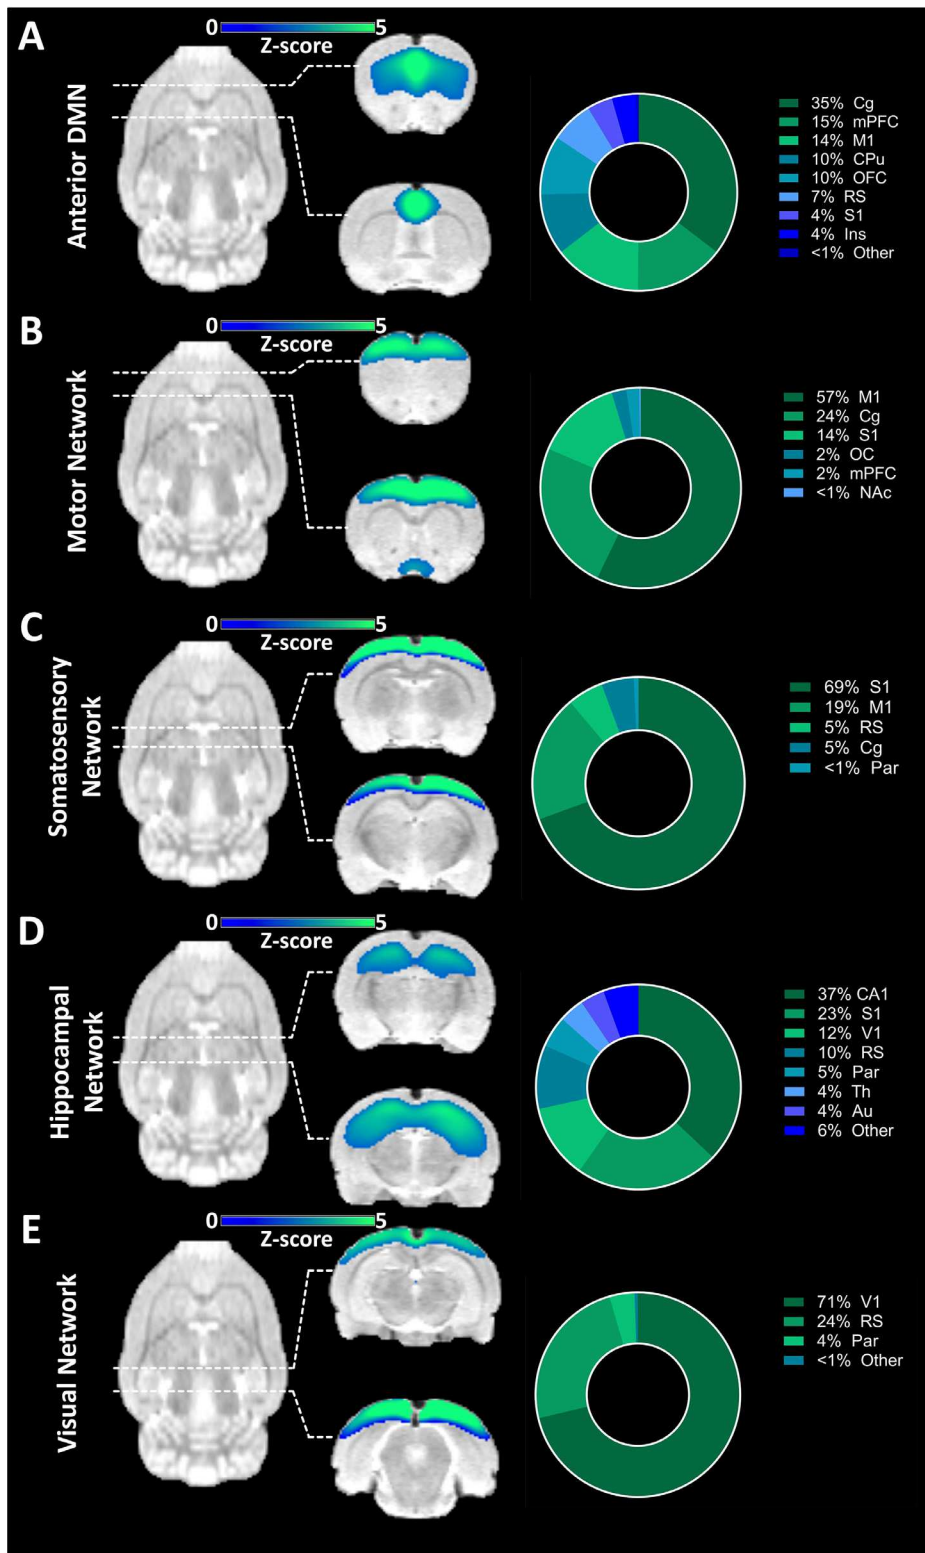 A
0 5
Z-score
Anterior DMN
35% Cg
15% mPFC
14% M1
10% CPu
10% OFC
7% RS
4% S1
4% Ins
<1% Other
B
0 5
Z-score
Motor Network
57% M1
24% Cg
14% S1
2% OC
2% mPFC
<1% NAc
C
0 5
Z-score
Somatosensory
Network
69% S1
19% M1
5% RS
5% Cg
<1% Par
D
0 5
Z-score
Hippocampal
Network
37% CA1
23% S1
12% V1
10% RS
5% Par
4% Th
4% Au
6% Other
E
0 5
Z-score
Visual Network
71% V1
24% RS
4% Par
<1% Other